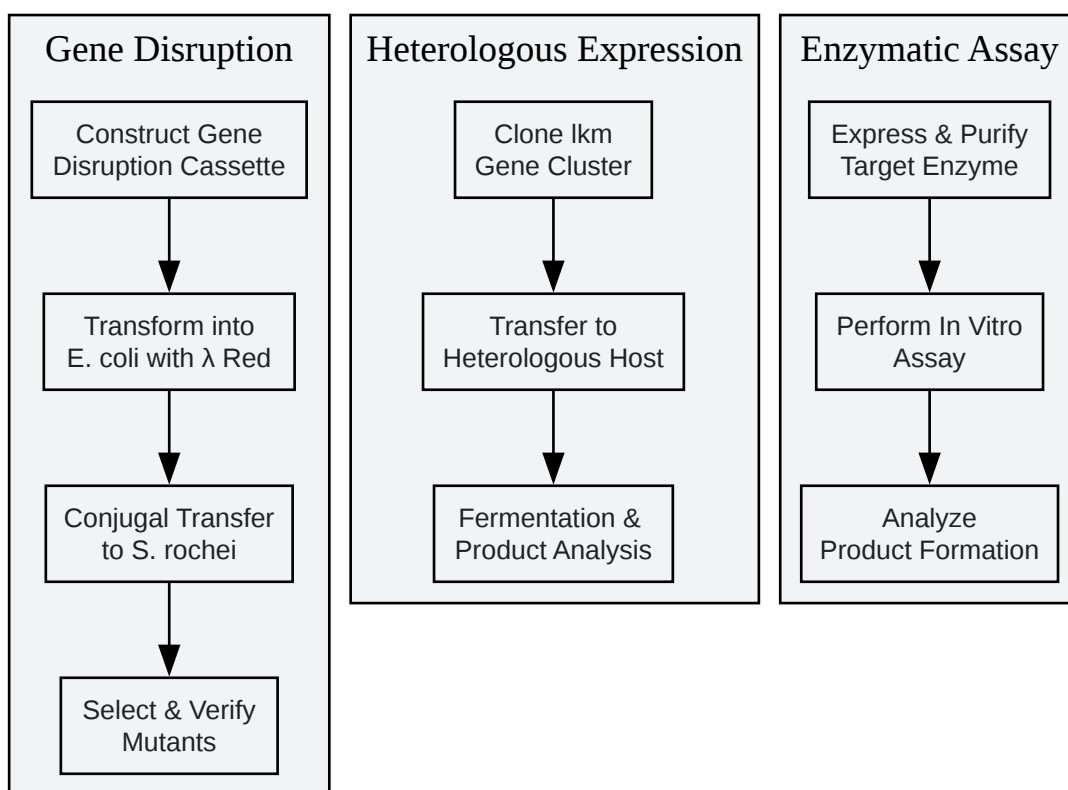 Gene Disruption
Construct Gene
Disruption Cassette
Transform into
E. coli with λ Red
Conjugal Transfer
to S. rochei
Select & Verify
Mutants
Heterologous Expression
Clone lkm
Gene Cluster
Transfer to
Heterologous Host
Fermentation &
Product Analysis
Enzymatic Assay
Express & Purify
Target Enzyme
Perform In Vitro
Assay
Analyze
Product Formation